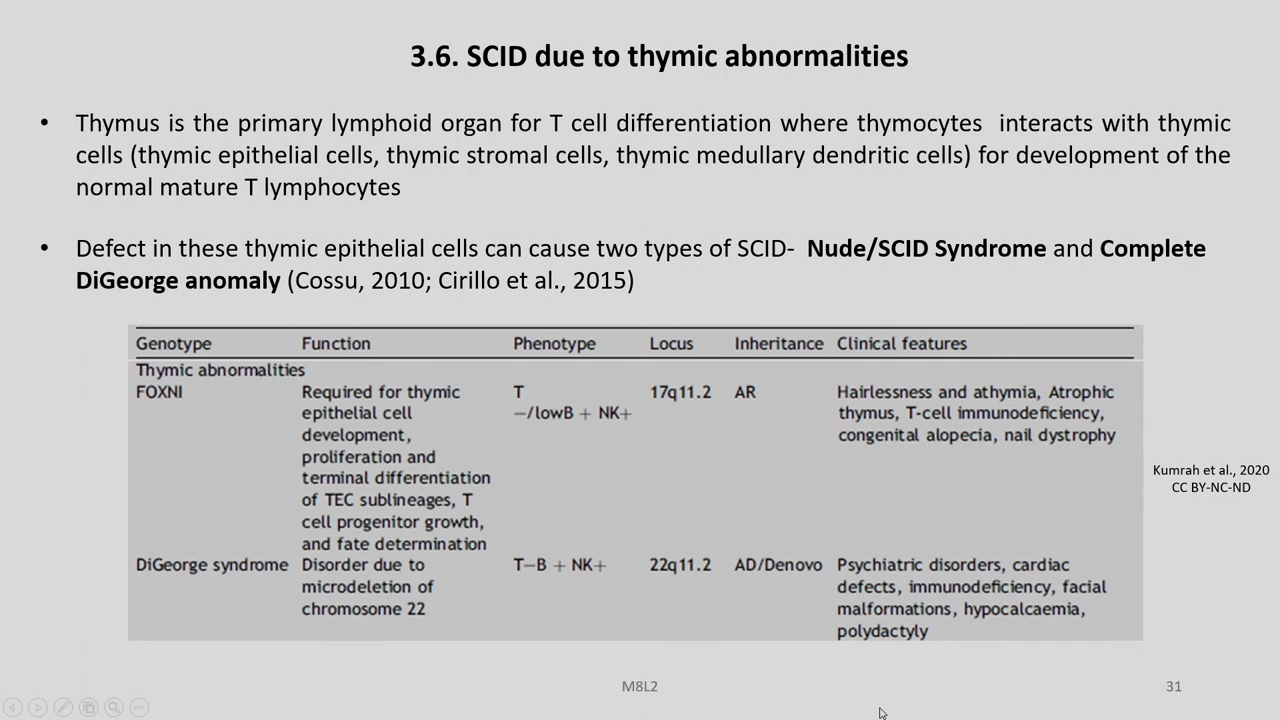 3.6. SCID due to thymic abnormalities
• Thymus is the primary lymphoid organ for T cell differentiation where thymocytes interacts with thymic
cells (thymic epithelial cells, thymic stromal cells, thymic medullary dendritic cells) for development of the
normal mature T lymphocytes
• Defect in these thymic epithelial cells can cause two types of SCID- Nude/SCID Syndrome and Complete
DiGeorge anomaly (Cossu, 2010; Cirillo et al., 2015)
Genotype Function Phenotype Locus Inheritance Clinical features
Thymic abnormalities
FOXNI Required for thymic T 17q11.2 AR Hairlessness and athymia, Atrophic
epithelial cell −/lowB + NK+ thymus, T-cell immunodeficiency,
development, congenital alopecia, nail dystrophy
proliferation and
terminal differentiation
of TEC sublineages, T
cell progenitor growth,
and fate determination
DiGeorge syndrome Disorder due to T−B + NK+ 22q11.2 AD/Denovo Psychiatric disorders, cardiac
microdeletion of defects, immunodeficiency, facial
chromosome 22 malformations, hypocalcaemia,
polydactyly
Kumrah et al., 2020
CC BY-NC-ND
M8L2 31